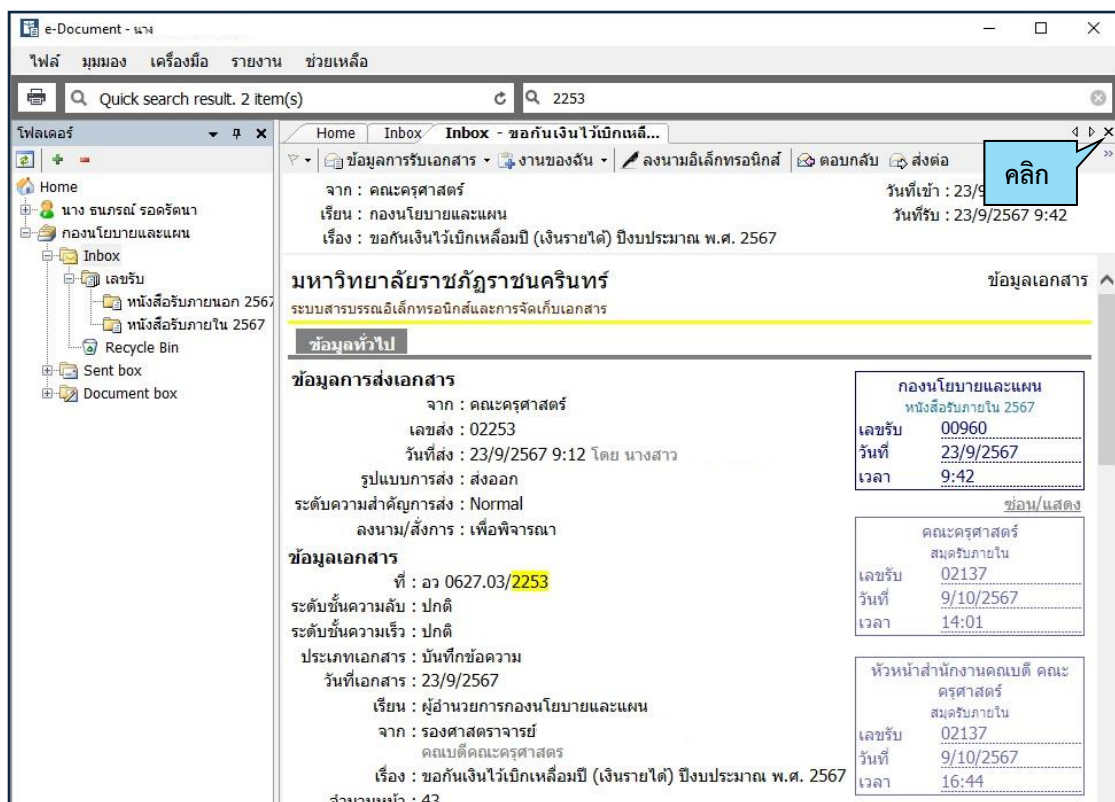 e-Document - นาง
ไฟล์ มุมมอง เครื่องมือ รายงาน ช่วยเหลือ
Quick search result. 2 item(s) 2253
โฟลเดอร์
Home Inbox Inbox - ขอกันเงินไว้เบิกเหลื...
ข้อมูลการรับเอกสาร งานของฉัน ลงนามอิเล็กทรอนิกส์ ตอบกลับ ส่งต่อ
คลิก
Home
นาง ธนภรณ์ รอดรัตนา
กองนโยบายและแผน
Inbox
เลขรับ
หนังสือรับภายนอก 2567
หนังสือรับภายใน 2567
Recycle Bin
Sent box
Document box
จาก : คณะครุศาสตร์
วันที่เข้า : 23/9
เรียน : กองนโยบายและแผน
วันที่รับ : 23/9/2567 9:42
เรื่อง : ขอกันเงินไว้เบิกเหลื่อมปี (เงินรายได้) ปีงบประมาณ พ.ศ. 2567
มหาวิทยาลัยราชภัฏราชนครินทร์
ข้อมูลเอกสาร
ระบบสารบรรณอิเล็กทรอนิกส์และการจัดเก็บเอกสาร
ข้อมูลทั่วไป
ข้อมูลการส่งเอกสาร
จาก : คณะครุศาสตร์
เลขส่ง : 02253
วันที่ส่ง : 23/9/2567 9:12 โดย นางสาว
รูปแบบการส่ง : ส่งออก
ระดับความสำคัญการส่ง : Normal
ลงนาม/สั่งการ : เพื่อพิจารณา
ข้อมูลเอกสาร
ที่ : อว 0627.03/2253
ระดับชั้นความลับ : ปกติ
ระดับชั้นความเร็ว : ปกติ
ประเภทเอกสาร : บันทึกข้อความ
วันที่เอกสาร : 23/9/2567
เรียน : ผู้อำนวยการกองนโยบายและแผน
จาก : รองศาสตราจารย์
คณบดีคณะครุศาสตร
เรื่อง : ขอกันเงินไว้เบิกเหลื่อมปี (เงินรายได้) ปีงบประมาณ พ.ศ. 2567
จำนวนหน้า : 43
กองนโยบายและแผน
หนังสือรับภายใน 2567
เลขรับ 00960
วันที่ 23/9/2567
เวลา 9:42
ซ่อน/แสดง
คณะครุศาสตร์
สมุดรับภายใน
เลขรับ 02137
วันที่ 9/10/2567
เวลา 14:01
หัวหน้าสำนักงานคณบดี คณะ
ครุศาสตร์
สมุดรับภายใน
เลขรับ 02137
วันที่ 9/10/2567
เวลา 16:44